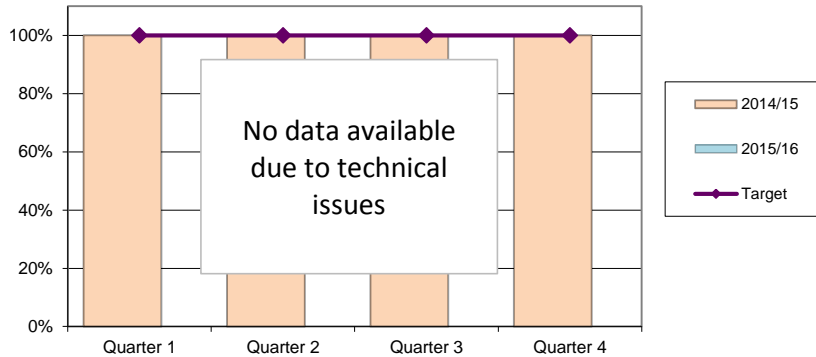 100%
80%
60%
40%
20%
0%
No data available
due to technical
issues
Quarter 1
Quarter 2
Quarter 3
Quarter 4
2014/15
2015/16
Target